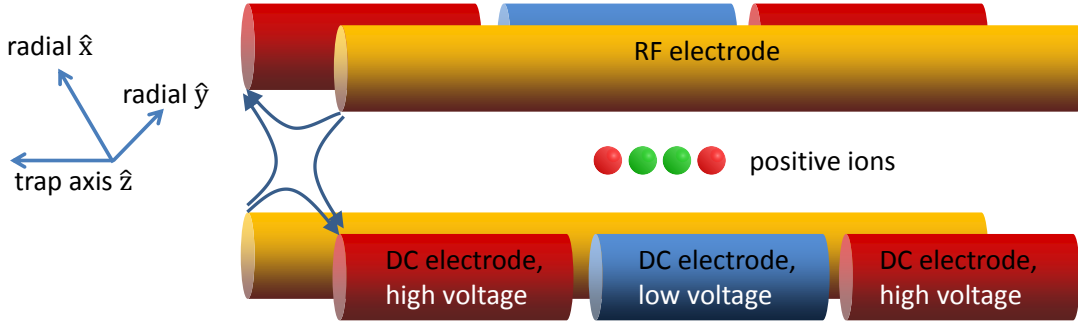 radial x̂
RF electrode
radial ŷ
trap axis ẑ
positive ions
DC electrode,
high voltage
DC electrode,
low voltage
DC electrode,
high voltage